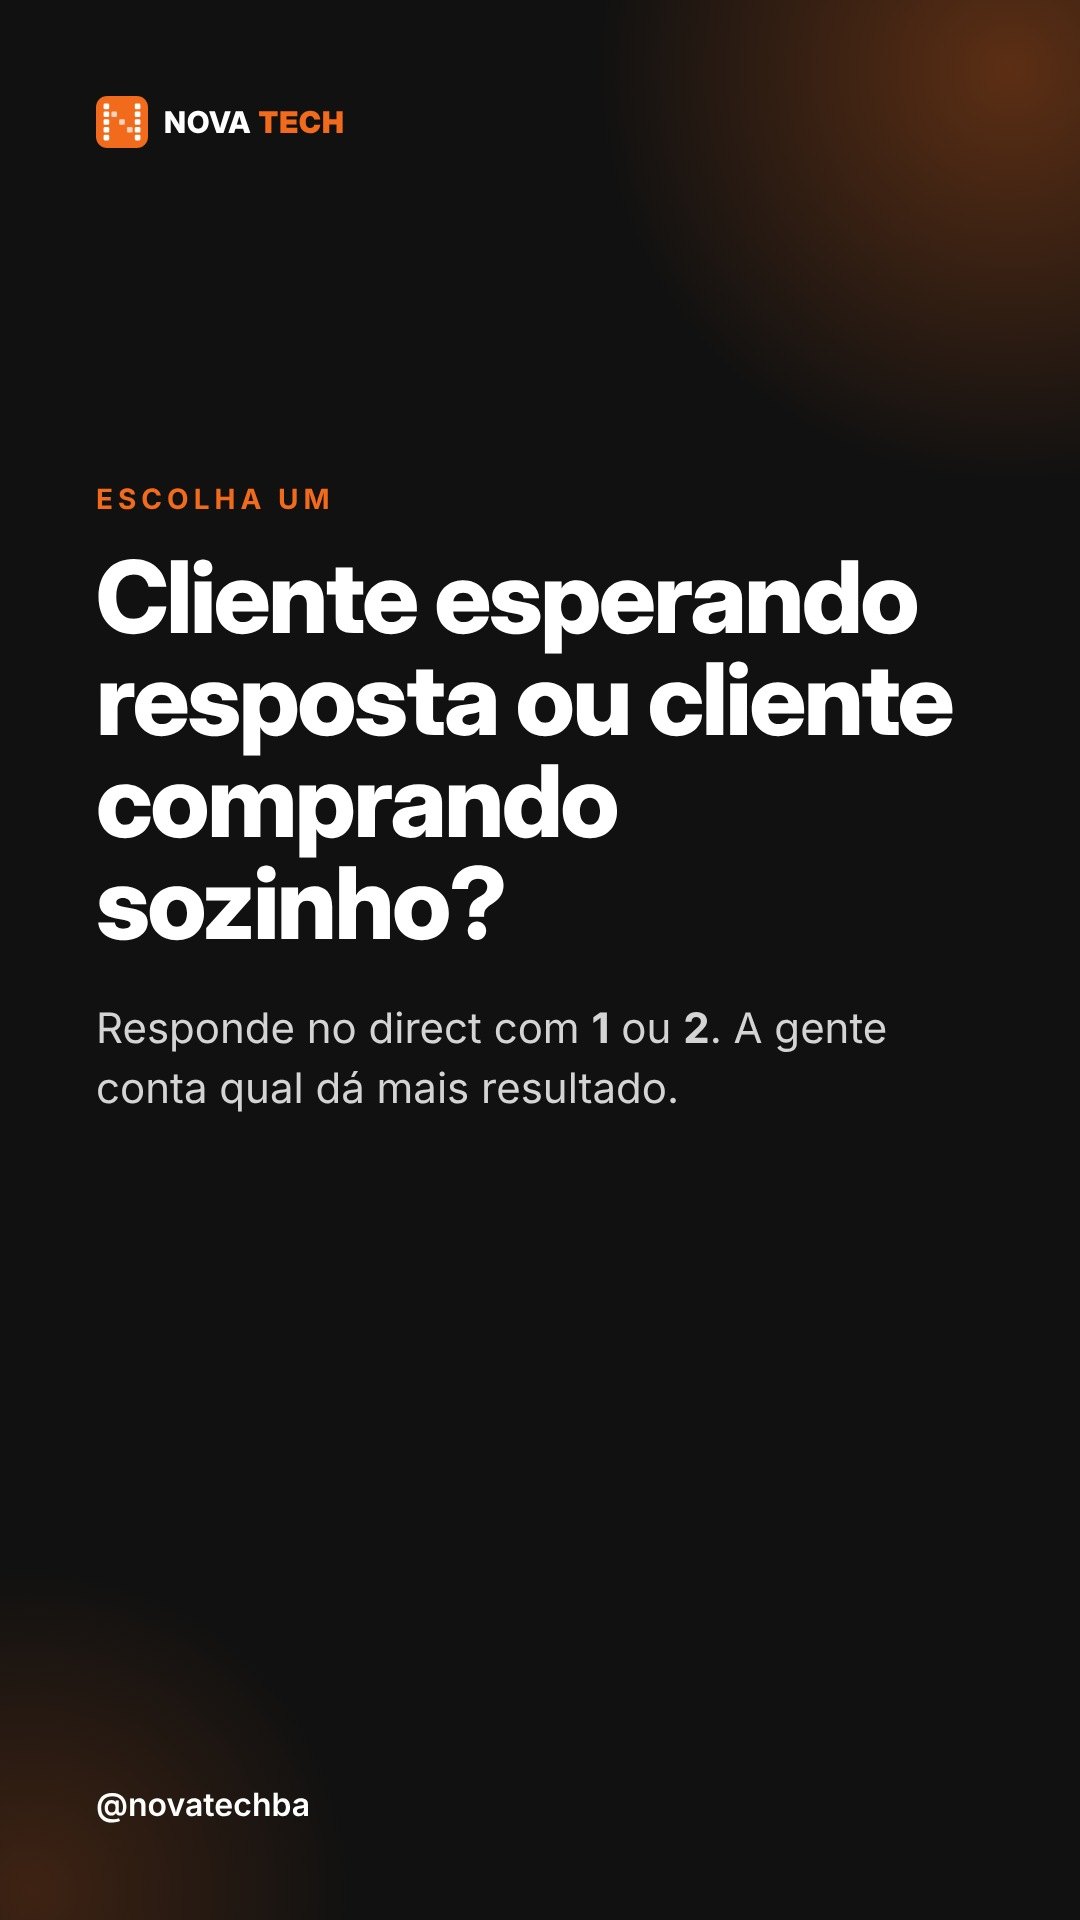 NOVA TECH
ESCOLHA UM
Cliente esperando
resposta ou cliente
comprando
sozinho?
Responde no direct com 1 ou 2. A gente
conta qual dá mais resultado.
@novatechba